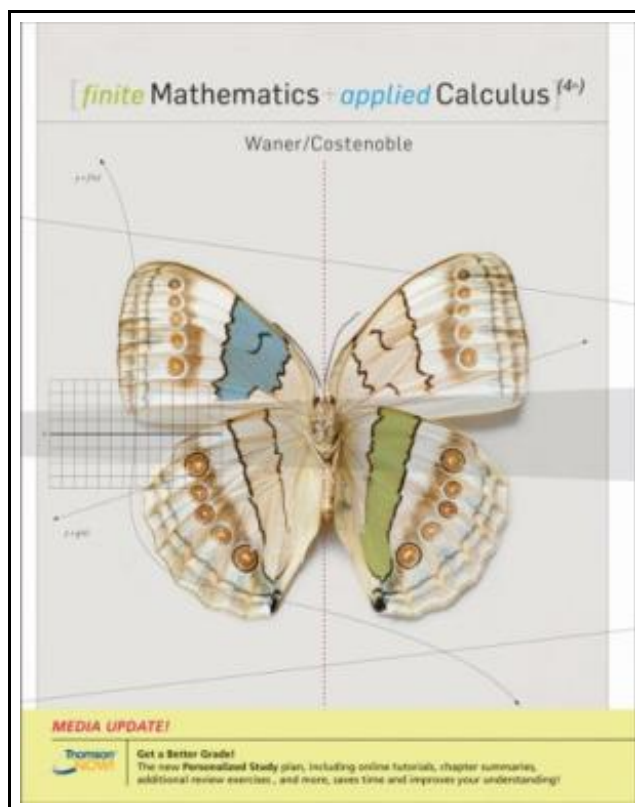 [finite Mathematics + applied Calculus] (4e)
Waner/Costenoble
y = f(x)
y = g(x)
MEDIA UPDATE!
Thomson
NOW!
Get a Better Grade!
The new Personalized Study plan, including online tutorials, chapter summaries,
additional review exercises, and more, saves time and improves your understanding!